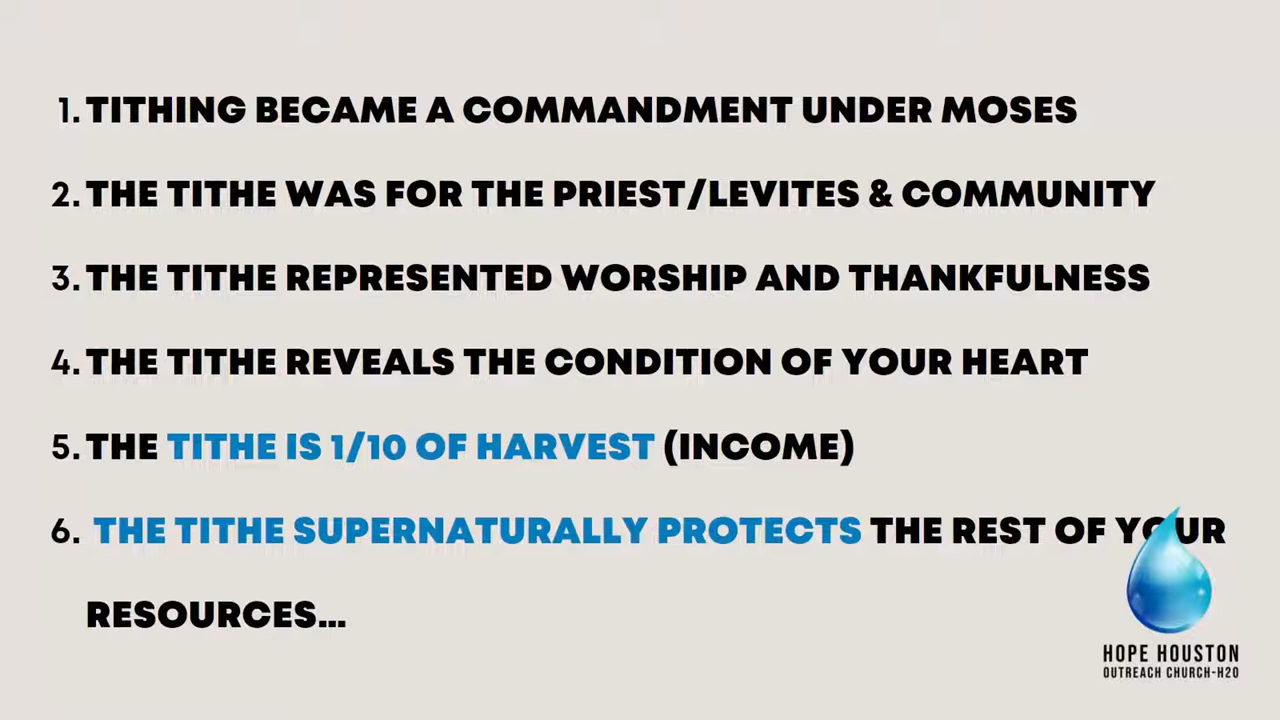 1. TITHING BECAME A COMMANDMENT UNDER MOSES
2. THE TITHE WAS FOR THE PRIEST/LEVITES & COMMUNITY
3. THE TITHE REPRESENTED WORSHIP AND THANKFULNESS
4. THE TITHE REVEALS THE CONDITION OF YOUR HEART
5. THE TITHE IS 1/10 OF HARVEST (INCOME)
6. THE TITHE SUPERNATURALLY PROTECTS THE REST OF YOUR
RESOURCES...
HOPE HOUSTON
OUTREACH CHURCH-H2O